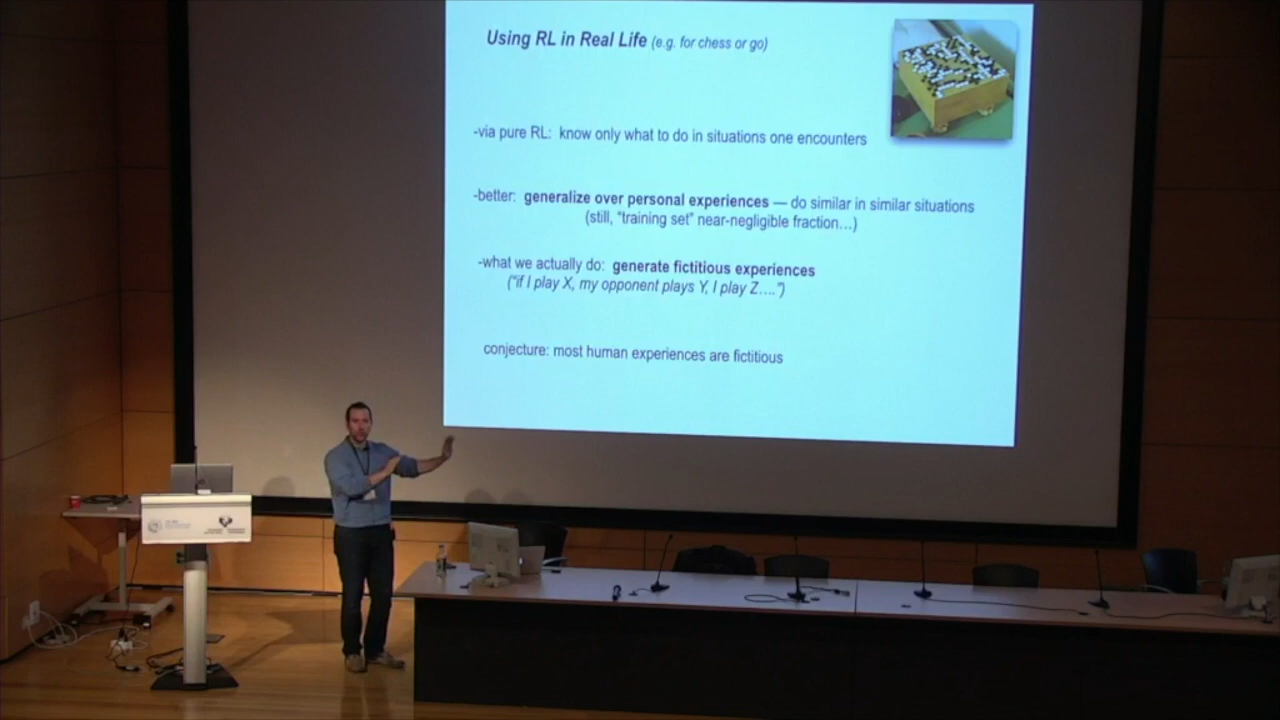 Using RL in Real Life (e.g. for chess or go)
-via pure RL: know only what to do in situations one encounters
-better: generalize over personal experiences — do similar in similar situations
(still, "training set" near-negligible fraction…)
-what we actually do: generate fictitious experiences
("if I play X, my opponent plays Y, I play Z….")
conjecture: most human experiences are fictitious